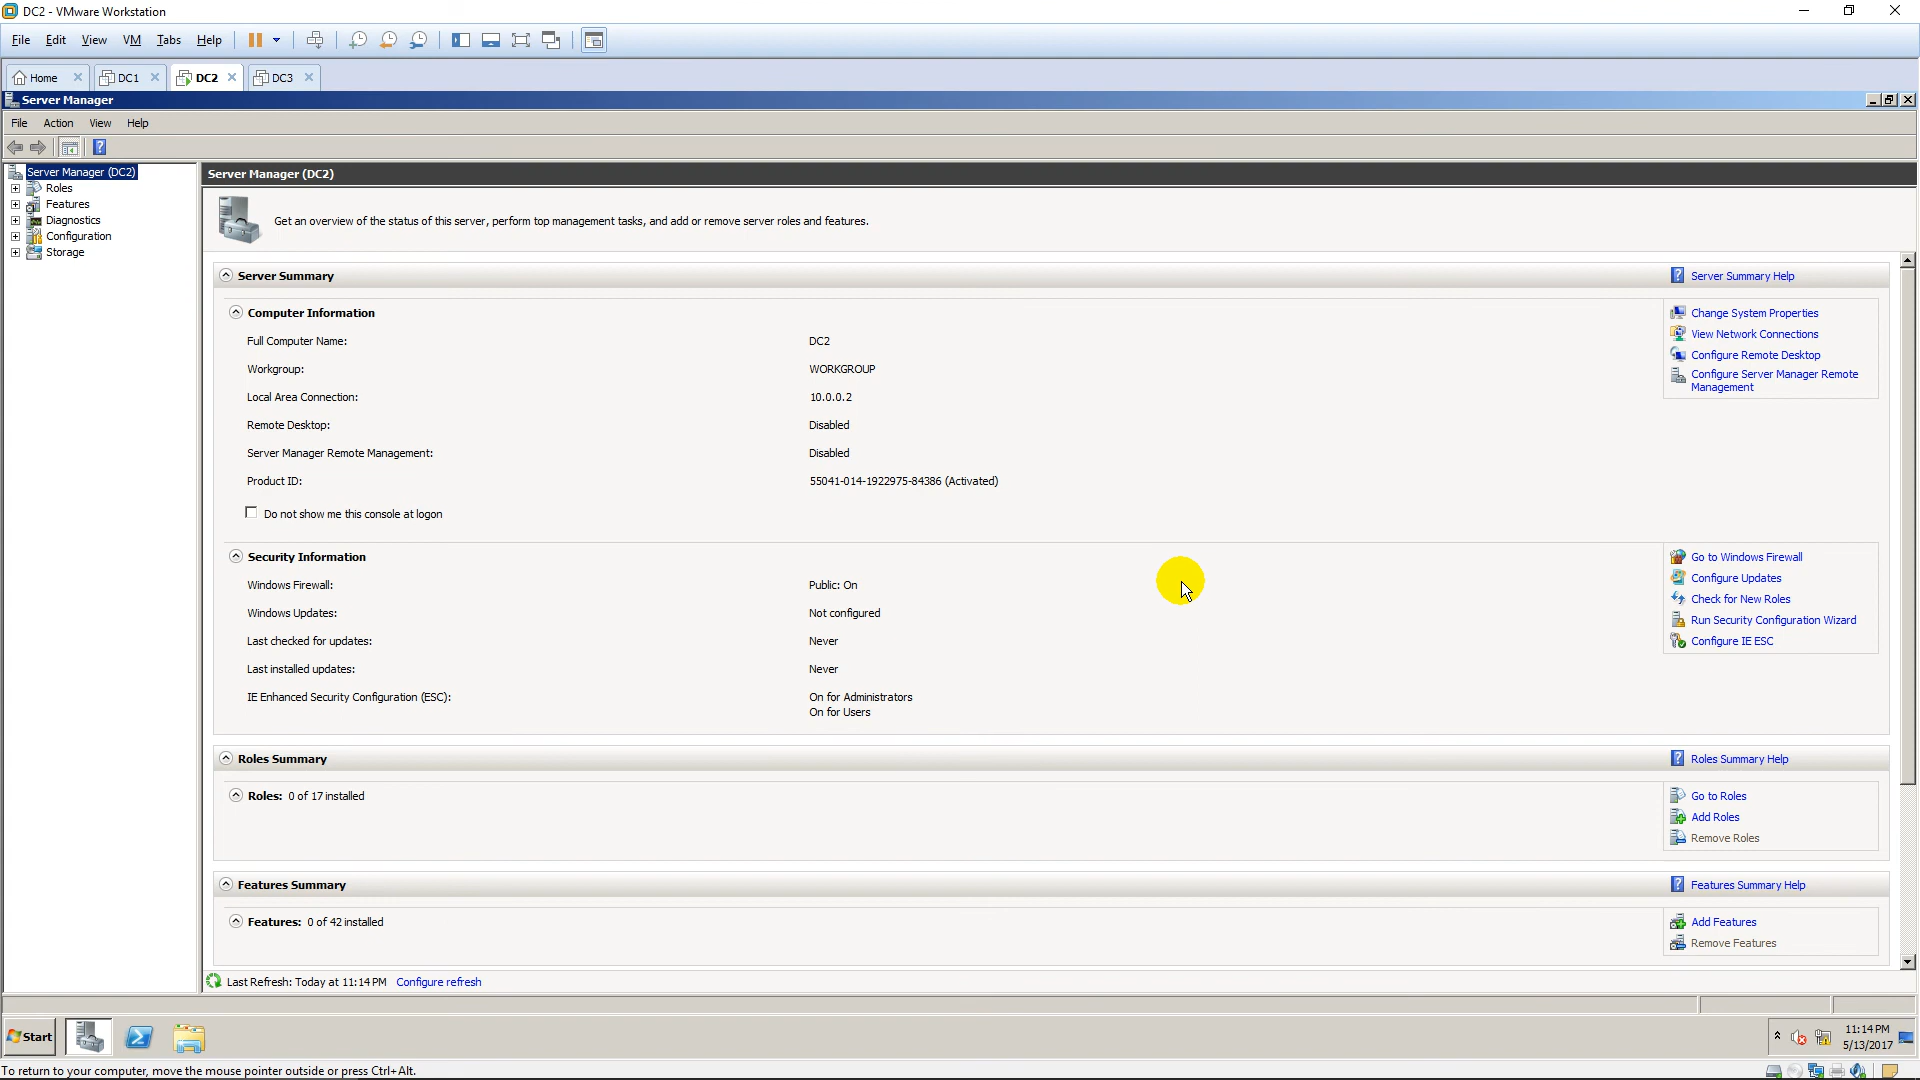 DC2 - VMware Workstation
File Edit View VM Tabs Help
Home DC1 DC2 DC3
Server Manager
File Action View Help
Server Manager (DC2)
Roles
Features
Diagnostics
Configuration
Storage
Server Manager (DC2)
Get an overview of the status of this server, perform top management tasks, and add or remove server roles and features.
Server Summary
Server Summary Help
Computer Information
Full Computer Name: DC2
Workgroup: WORKGROUP
Local Area Connection: 10.0.0.2
Remote Desktop: Disabled
Server Manager Remote Management: Disabled
Product ID: 55041-014-1922975-84386 (Activated)
Do not show me this console at logon
Change System Properties
View Network Connections
Configure Remote Desktop
Configure Server Manager Remote
Management
Security Information
Windows Firewall: Public: On
Windows Updates: Not configured
Last checked for updates: Never
Last installed updates: Never
IE Enhanced Security Configuration (ESC): On for Administrators
On for Users
Go to Windows Firewall
Configure Updates
Check for New Roles
Run Security Configuration Wizard
Configure IE ESC
Roles Summary
Roles Summary Help
Roles: 0 of 17 installed
Go to Roles
Add Roles
Remove Roles
Features Summary
Features Summary Help
Features: 0 of 42 installed
Add Features
Remove Features
Last Refresh: Today at 11:14 PM Configure refresh
Start
11:14 PM
5/13/2017
To return to your computer, move the mouse pointer outside or press Ctrl+Alt.